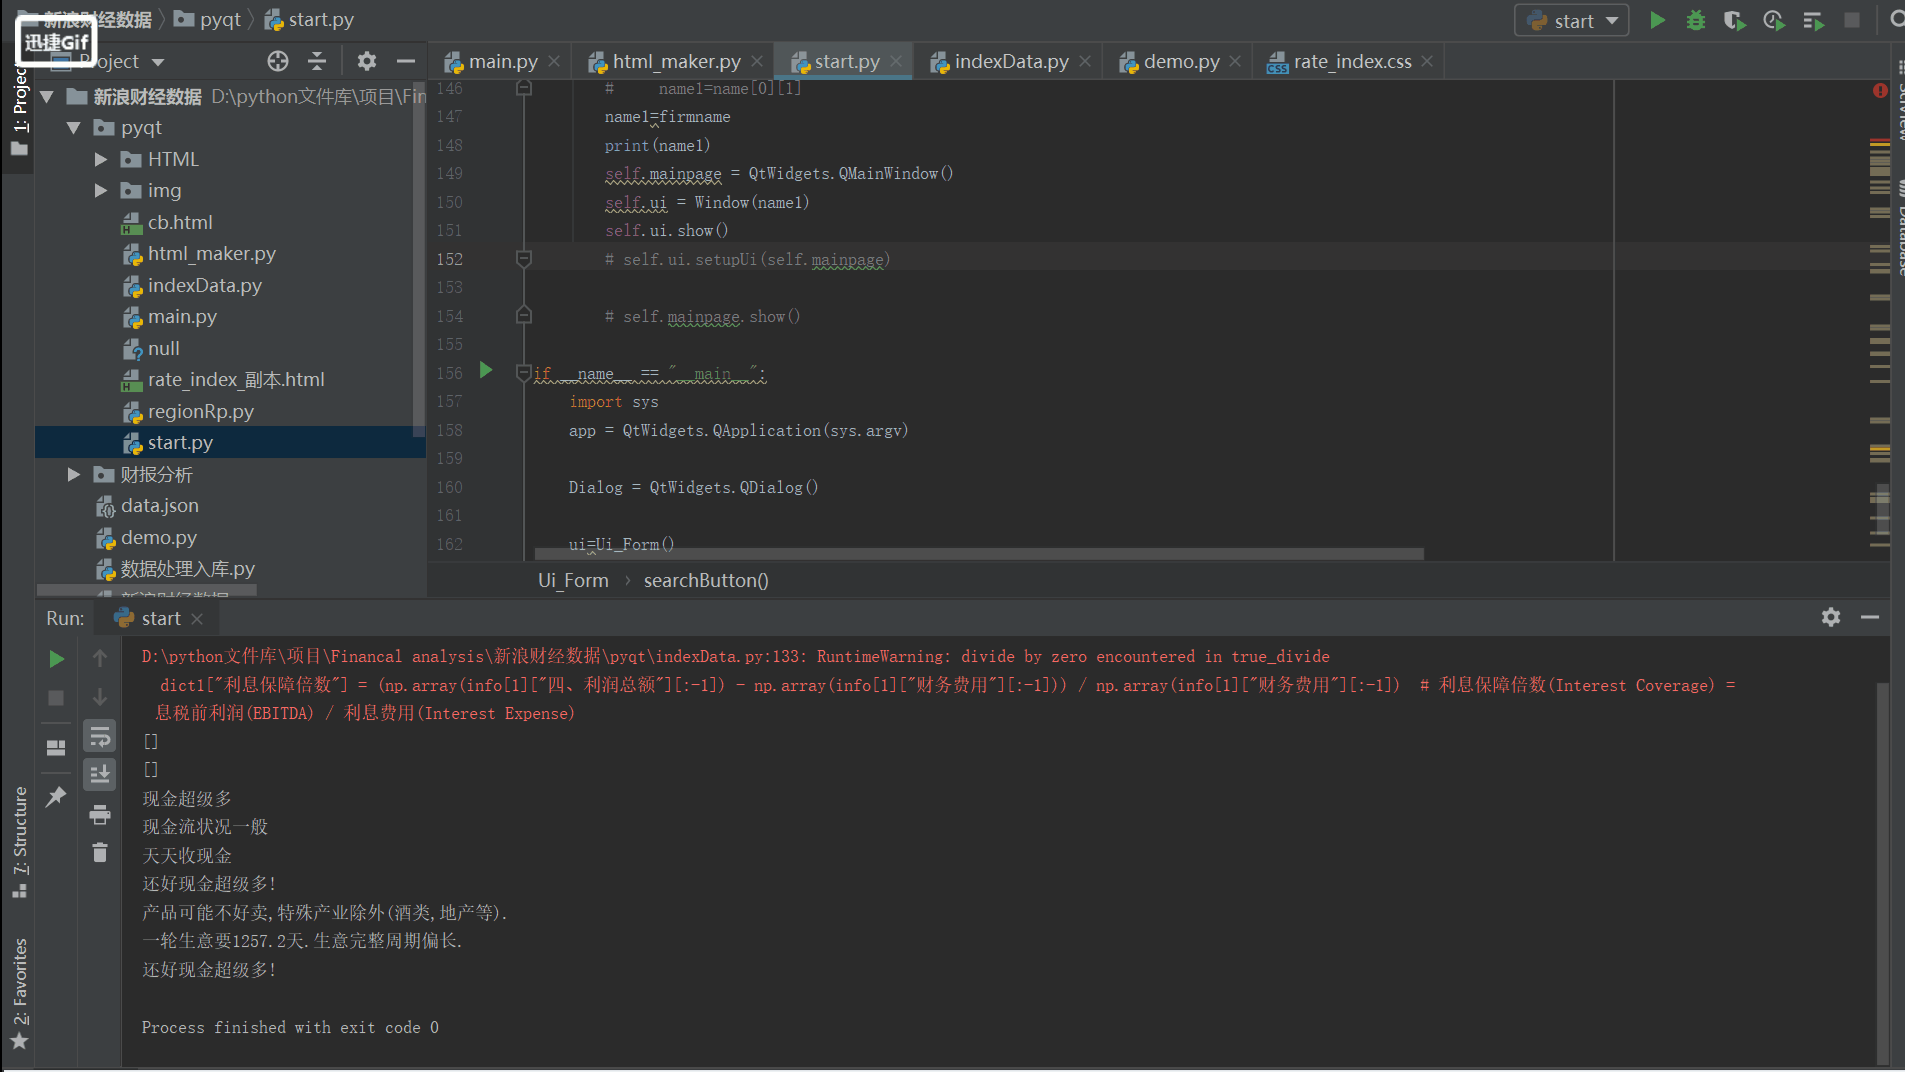 新浪财经数据 pyqt start.py
迅捷Gif
start
Project
main.py
html_maker.py
start.py
indexData.py
demo.py
rate_index.css
1: Project
新浪财经数据 D:\python文件库\项目\Fin
pyqt
HTML
img
cb.html
html_maker.py
indexData.py
main.py
null
rate_index_副本.html
regionRp.py
start.py
财报分析
data.json
demo.py
数据处理入库.py
146 # name1=name[0][1]
147 name1=firmname
148 print(name1)
149 self.mainpage = QtWidgets.QMainWindow()
150 self.ui = Window(name1)
151 self.ui.show()
152 # self.ui.setupUi(self.mainpage)
153
154 # self.mainpage.show()
155
156 if __name__ == "__main__":
157 import sys
158 app = QtWidgets.QApplication(sys.argv)
159
160 Dialog = QtWidgets.QDialog()
161
162 ui=Ui_Form()
Ui_Form › searchButton()
Run: start
D:\python文件库\项目\Financal analysis\新浪财经数据\pyqt\indexData.py:133: RuntimeWarning: divide by zero encountered in true_divide
dict1["利息保障倍数"] = (np.array(info[1]["四、利润总额"][:-1]) - np.array(info[1]["财务费用"][:-1])) / np.array(info[1]["财务费用"][:-1]) # 利息保障倍数(Interest Coverage) =
息税前利润(EBITDA) / 利息费用(Interest Expense)
[]
[]
现金超级多
现金流状况一般
天天收现金
还好现金超级多!
产品可能不好卖,特殊产业除外(酒类,地产等).
一轮生意要1257.2天.生意完整周期偏长.
还好现金超级多!
Process finished with exit code 0
7: Structure
2: Favorites